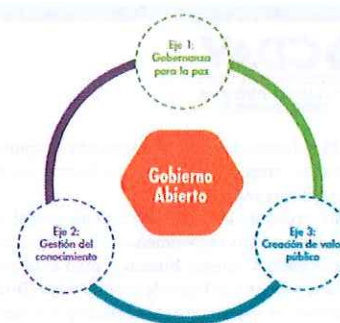 Eje 1:
Gobernanza
para la paz
Gobierno
Abierto
Eje 2:
Gestión del
conocimiento
Eje 3:
Creación de valor
público